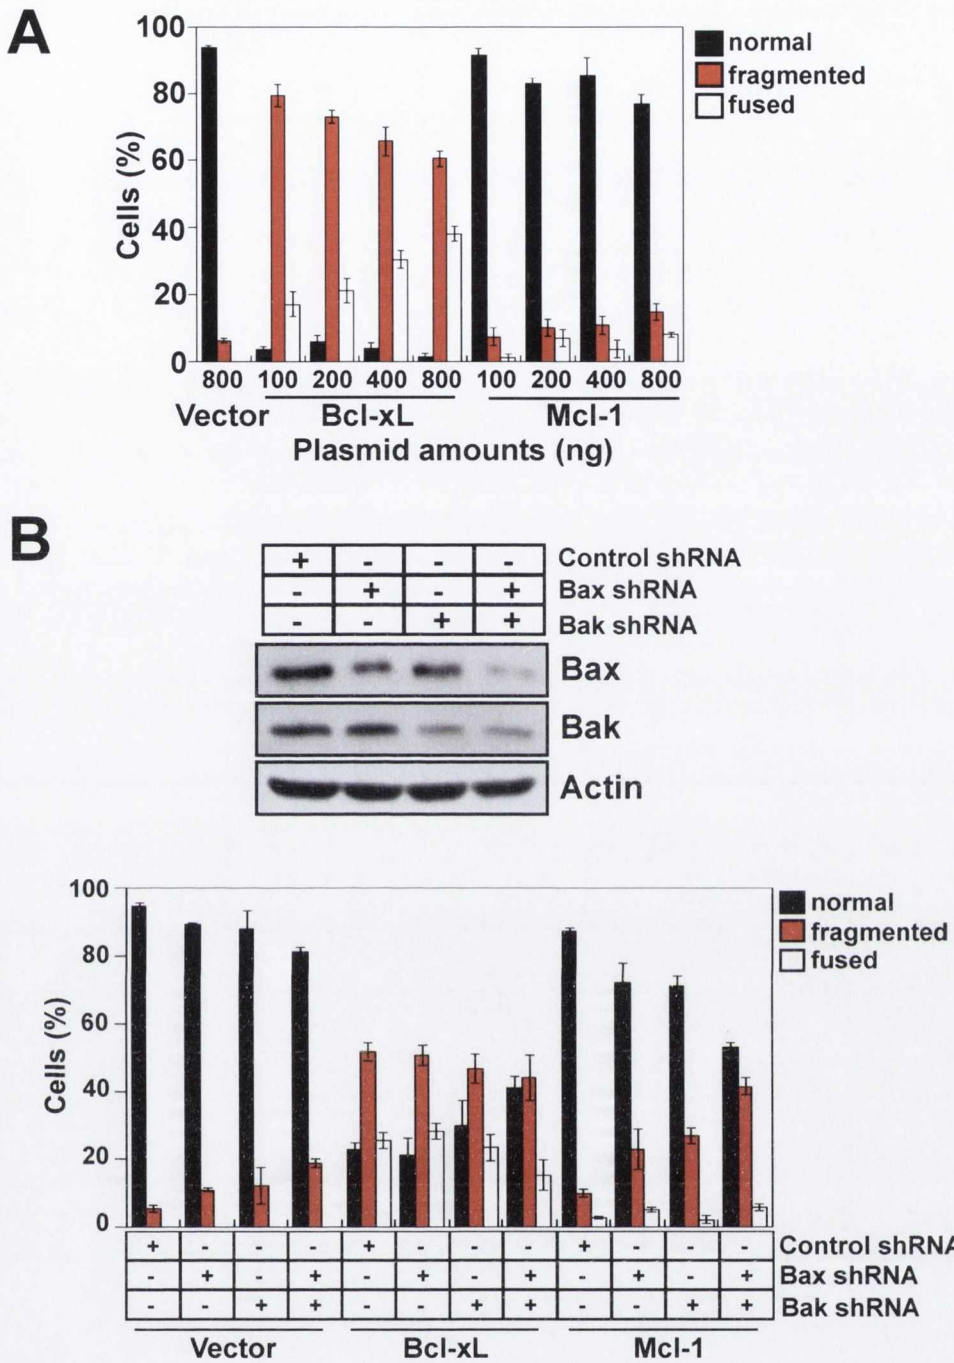 A
100
80
60
40
20
0
Cells (%)
normal
fragmented
fused
800 100 200 400 800 100 200 400 800
Vector Bcl-xL Mcl-1
Plasmid amounts (ng)
B
+ - - - Control shRNA
- + - + Bax shRNA
- - + + Bak shRNA
Bax
Bak
Actin
100
80
60
40
20
0
Cells (%)
normal
fragmented
fused
+ - - - + - - - + - - - Control shRNA
- + - + - + - + - + - + Bax shRNA
- - + + - - + + - - + + Bak shRNA
Vector Bcl-xL Mcl-1